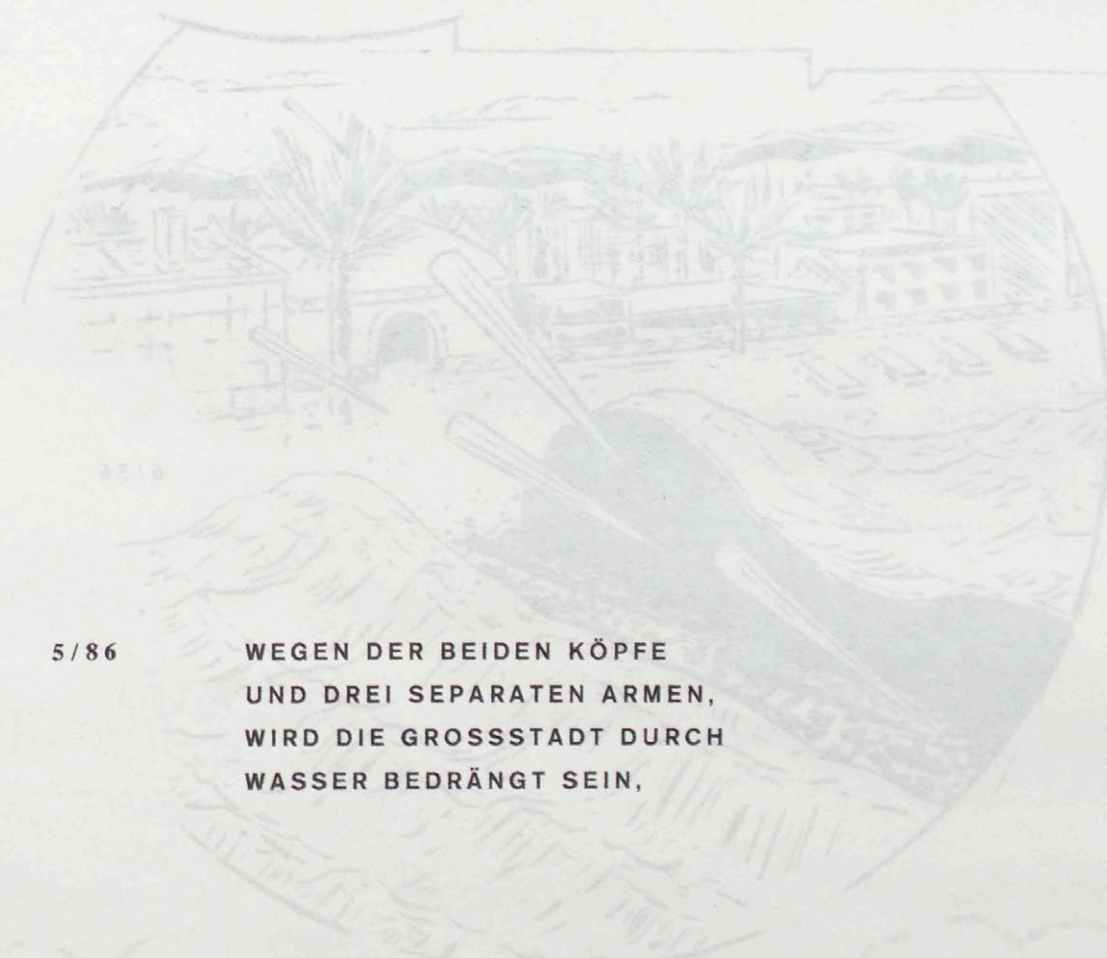 5/86 WEGEN DER BEIDEN KÖPFE
UND DREI SEPARATEN ARMEN,
WIRD DIE GROSSSTADT DURCH
WASSER BEDRÄNGT SEIN,